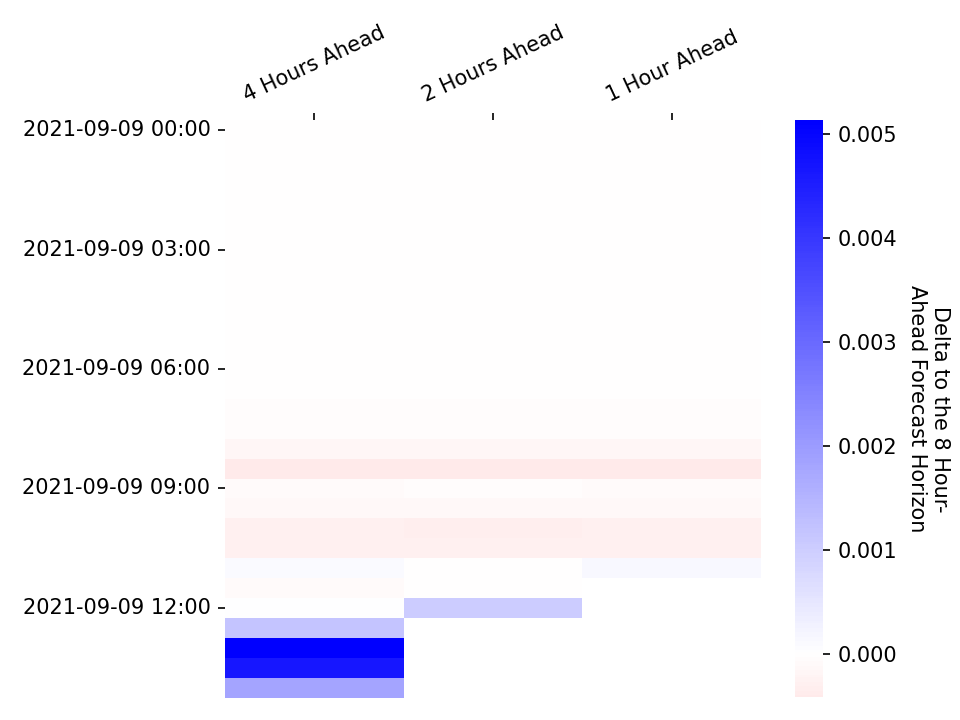 4 Hours Ahead
2 Hours Ahead
1 Hour Ahead
2021-09-09 00:00
2021-09-09 03:00
2021-09-09 06:00
2021-09-09 09:00
2021-09-09 12:00
0.005
0.004
0.003
0.002
0.001
0.000
Delta to the 8 Hour-
Ahead Forecast Horizon